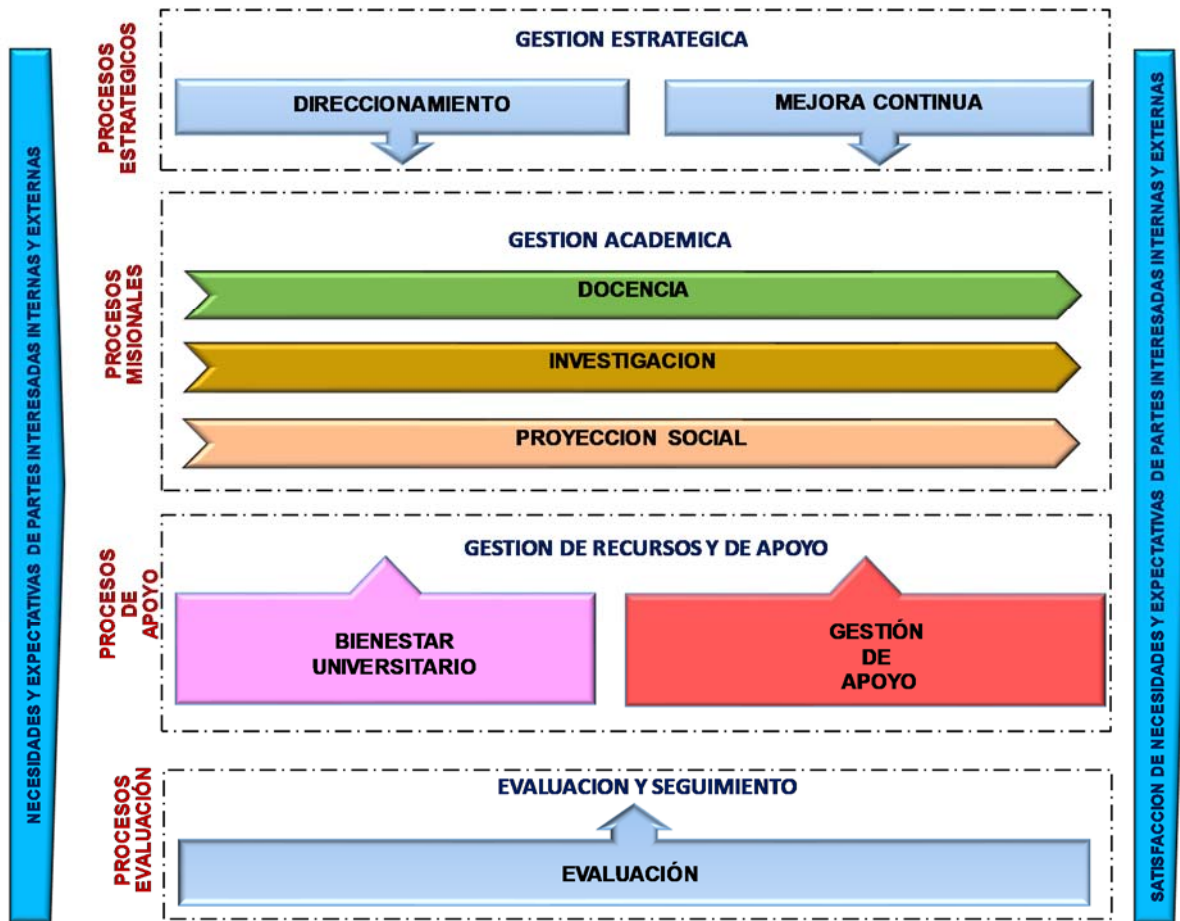 NECESIDADES Y EXPECTATIVAS DE PARTES INTERESADAS INTERNAS Y EXTERNAS
PROCESOS
ESTRATEGICOS
GESTION ESTRATEGICA
DIRECCIONAMIENTO
MEJORA CONTINUA
PROCESOS
MISIONALES
GESTION ACADEMICA
DOCENCIA
INVESTIGACION
PROYECCION SOCIAL
PROCESOS
DE
APOYO
GESTION DE RECURSOS Y DE APOYO
BIENESTAR
UNIVERSITARIO
GESTIÓN
DE
APOYO
PROCESOS
EVALUACIÓN
EVALUACION Y SEGUIMIENTO
EVALUACIÓN
SATISFACCION DE NECESIDADES Y EXPECTATIVAS DE PARTES INTERESADAS INTERNAS Y EXTERNAS